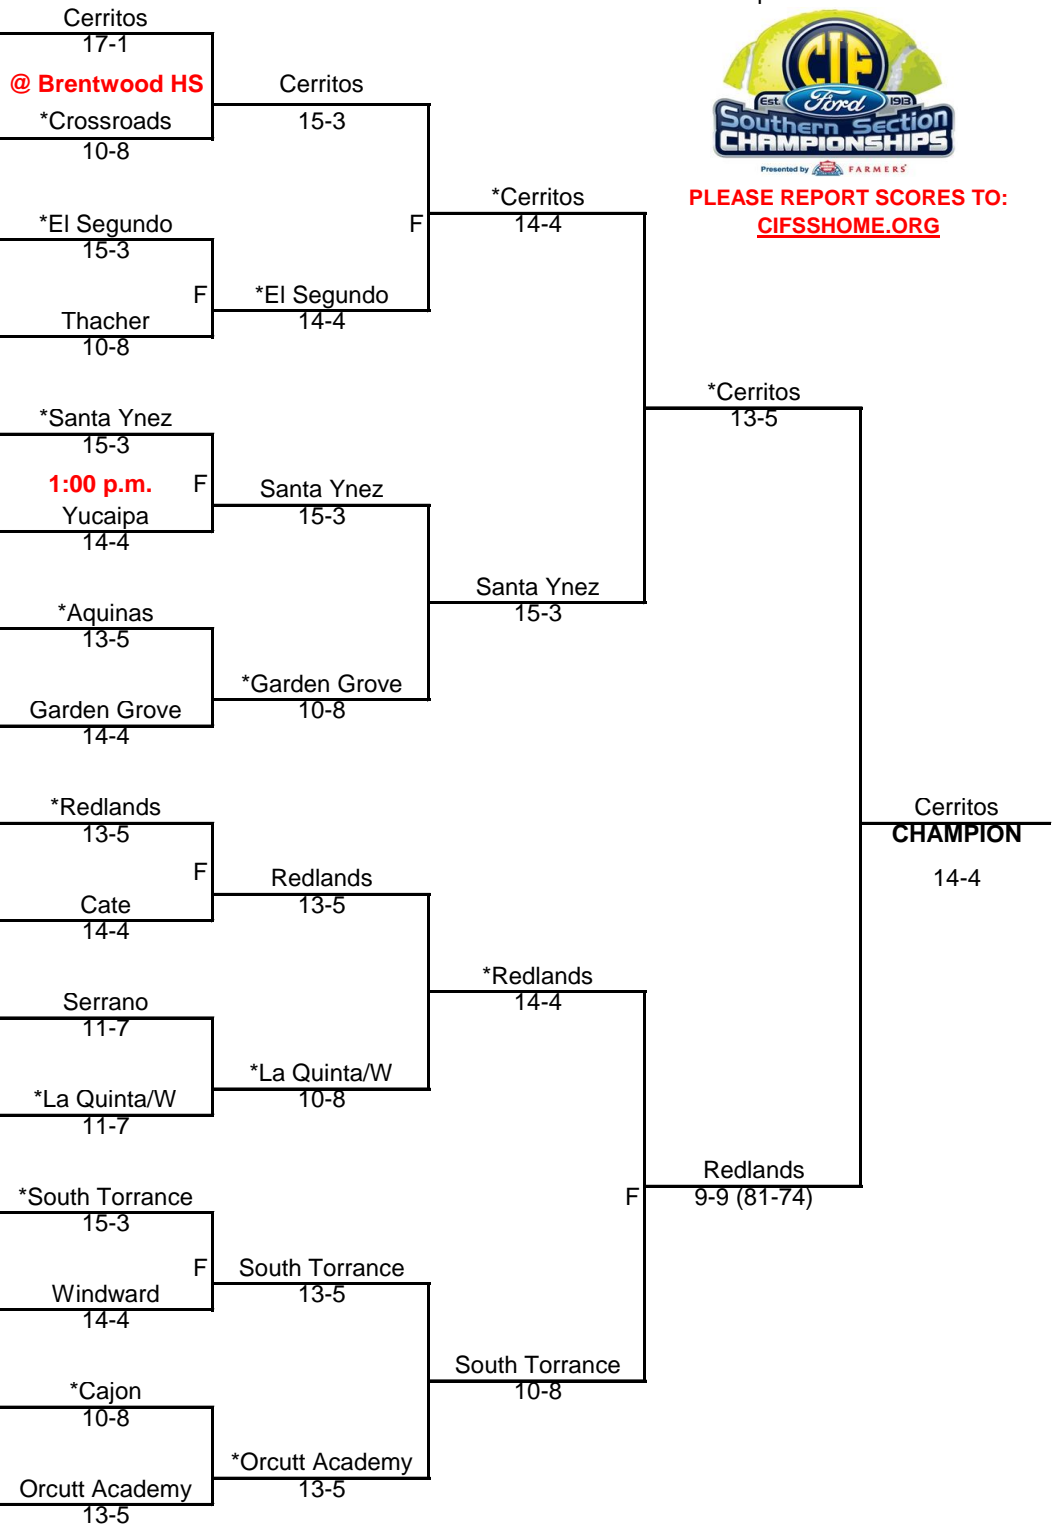 Cerritos
17-1
@ Brentwood HS
*Crossroads
10-8
*El Segundo
15-3
F
Thacher
10-8
*Santa Ynez
15-3
1:00 p.m. F
Yucaipa
14-4
*Aquinas
13-5
Garden Grove
14-4
*Redlands
13-5
F
Cate
14-4
Serrano
11-7
*La Quinta/W
11-7
*South Torrance
15-3
F
Windward
14-4
*Cajon
10-8
Orcutt Academy
13-5
Cerritos
15-3
F
*El Segundo
14-4
Santa Ynez
15-3
*Garden Grove
10-8
Redlands
13-5
*La Quinta/W
10-8
South Torrance
13-5
*Orcutt Academy
13-5
*Cerritos
14-4
Santa Ynez
15-3
*Redlands
14-4
F
South Torrance
10-8
*Cerritos
13-5
Redlands
9-9 (81-74)
Cerritos
CHAMPION
14-4
CIF
Est. Ford 1913
Southern Section
CHAMPIONSHIPS
Presented by FARMERS
PLEASE REPORT SCORES TO:
CIFSSHOME.ORG